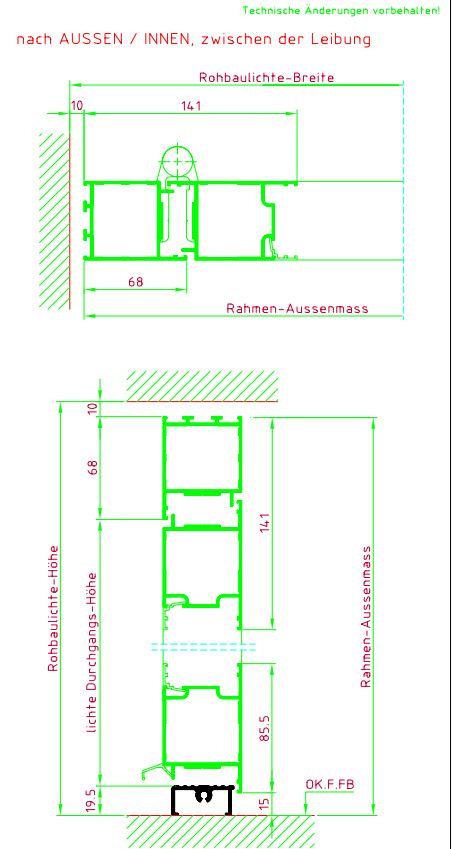 Technische Änderungen vorbehalten!
nach AUSSEN / INNEN, zwischen der Leibung
Rohbaulichte-Breite
10
141
68
Rahmen-Aussenmass
10
68
141
Rohbaulichte-Höhe
lichte Durchgangs-Höhe
Rahmen-Aussenmass
85.5
19.5
15
OK.F.FB